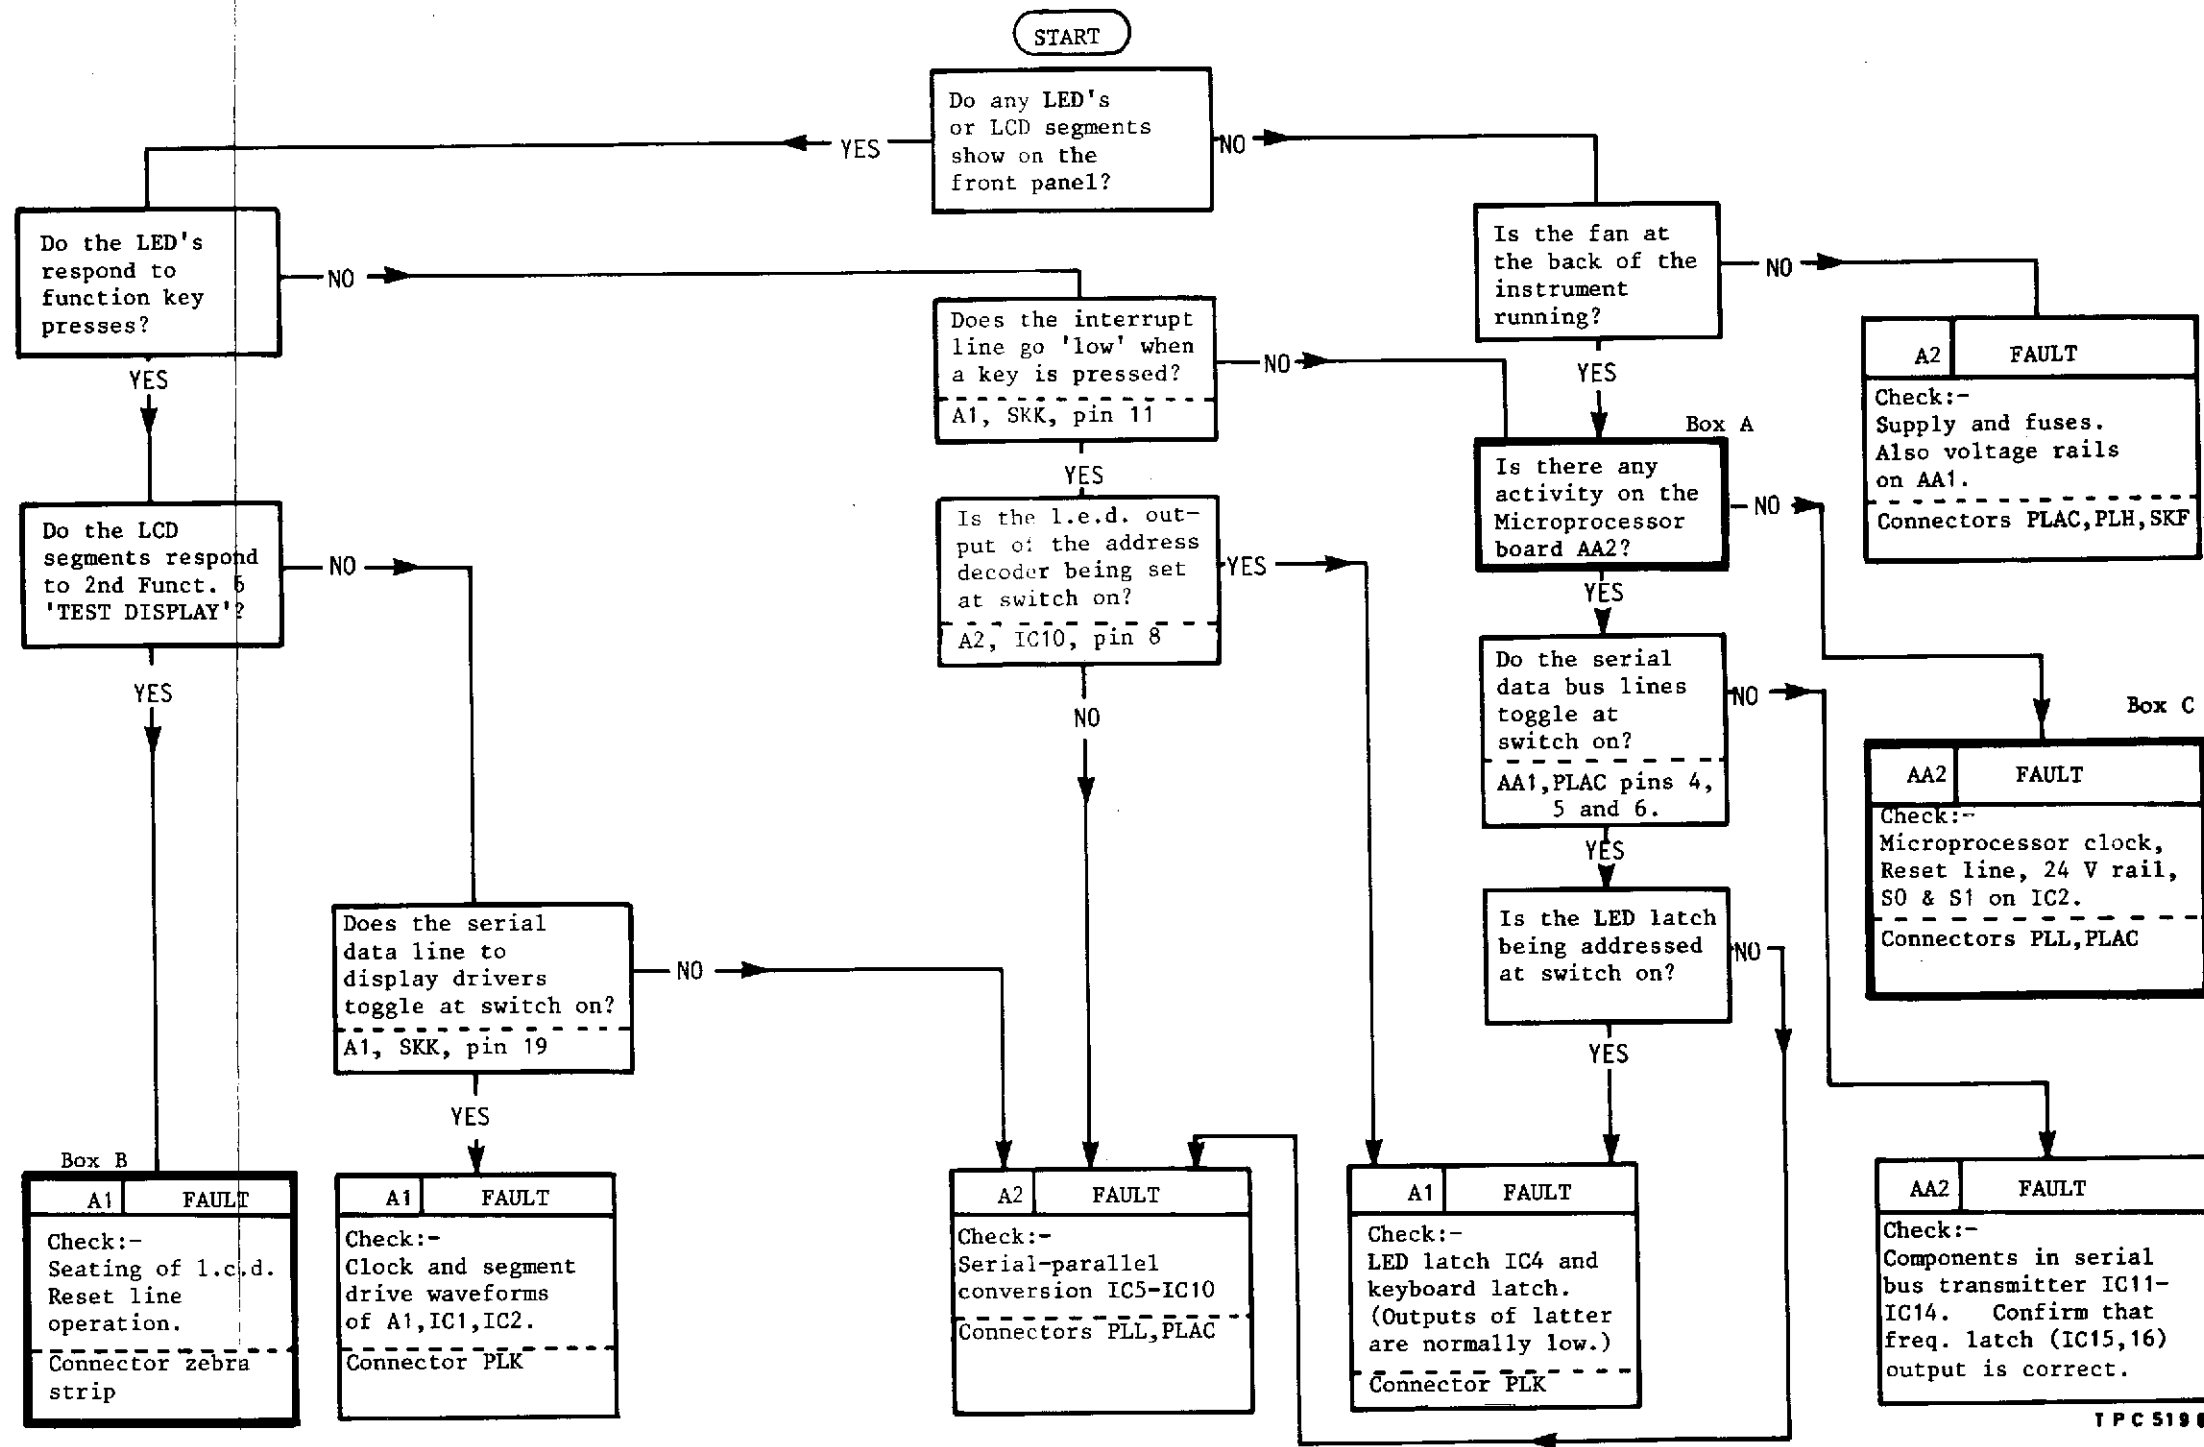 START
Do any LED's
or LCD segments
show on the
front panel?
YES
NO
Do the LED's
respond to
function key
presses?
NO
YES
Is the fan at
the back of the
instrument
running?
NO
YES
Does the interrupt
line go 'low' when
a key is pressed?
A1, SKK, pin 11
NO
YES
A2 FAULT
Check:-
Supply and fuses.
Also voltage rails
on AA1.
Connectors PLAC,PLH,SKF
Box A
Is there any
activity on the
Microprocessor
board AA2?
NO
YES
Do the LCD
segments respond
to 2nd Funct. 6
'TEST DISPLAY'?
NO
YES
Is the l.e.d. out-
put of the address
decoder being set
at switch on?
A2, IC10, pin 8
YES
NO
Do the serial
data bus lines
toggle at
switch on?
AA1,PLAC pins 4,
5 and 6.
NO
YES
Box C
AA2 FAULT
Check:-
Microprocessor clock,
Reset line, 24 V rail,
S0 & S1 on IC2.
Connectors PLL,PLAC
Does the serial
data line to
display drivers
toggle at switch on?
A1, SKK, pin 19
NO
YES
Is the LED latch
being addressed
at switch on?
NO
YES
Box B
A1 FAULT
Check:-
Seating of l.c.d.
Reset line
operation.
Connector zebra
strip
A1 FAULT
Check:-
Clock and segment
drive waveforms
of A1,IC1,IC2.
Connector PLK
A2 FAULT
Check:-
Serial-parallel
conversion IC5-IC10
Connectors PLL,PLAC
A1 FAULT
Check:-
LED latch IC4 and
keyboard latch.
(Outputs of latter
are normally low.)
Connector PLK
AA2 FAULT
Check:-
Components in serial
bus transmitter IC11-
IC14. Confirm that
freq. latch (IC15,16)
output is correct.
TPC